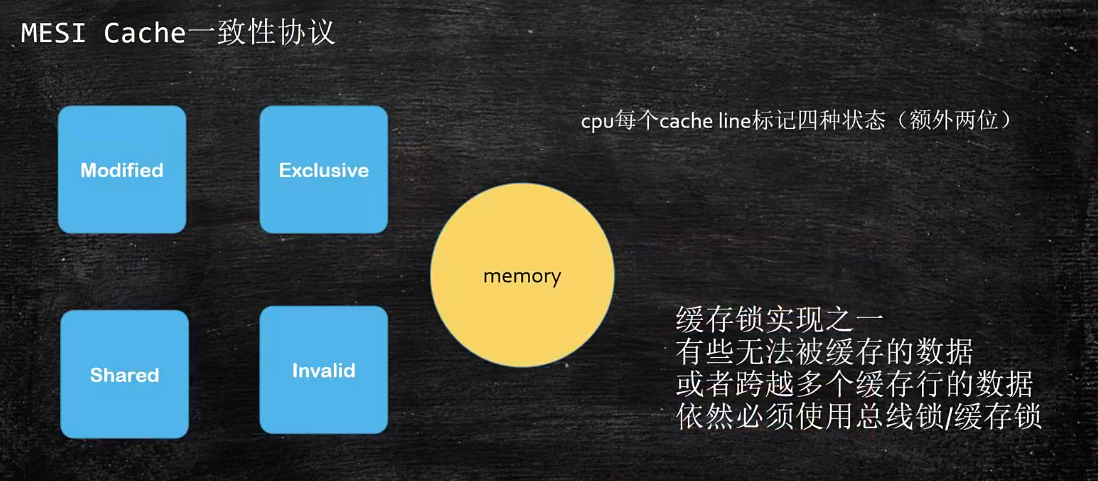 MESI Cache一致性协议
cpu每个cache line标记四种状态（额外两位）
Modified
Exclusive
memory
Shared
Invalid
缓存锁实现之一
有些无法被缓存的数据
或者跨越多个缓存行的数据
依然必须使用总线锁/缓存锁